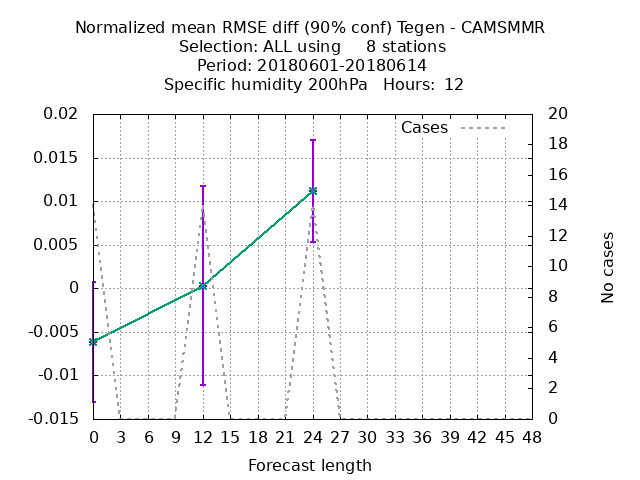 Normalized mean RMSE diff (90% conf) Tegen - CAMSMMR
Selection: ALL using     8 stations
Period: 20180601-20180614
Specific humidity 200hPa   Hours:  12
Cases
0.02
0.015
0.01
0.005
0
-0.005
-0.01
-0.015
20
18
16
14
12
10
8
6
4
2
0
No cases
0 3 6 9 12 15 18 21 24 27 30 33 36 39 42 45 48
Forecast length